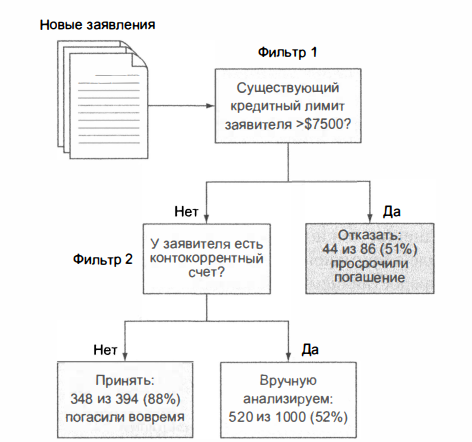 Новые заявления
Фильтр 1
Существующий
кредитный лимит
заявителя >$7500?
Нет
Да
Фильтр 2
У заявителя есть
контокоррентный
счет?
Отказать:
44 из 86 (51%)
просрочили
погашение
Нет
Да
Принять:
348 из 394 (88%)
погасили вовремя
Вручную
анализируем:
520 из 1000 (52%)